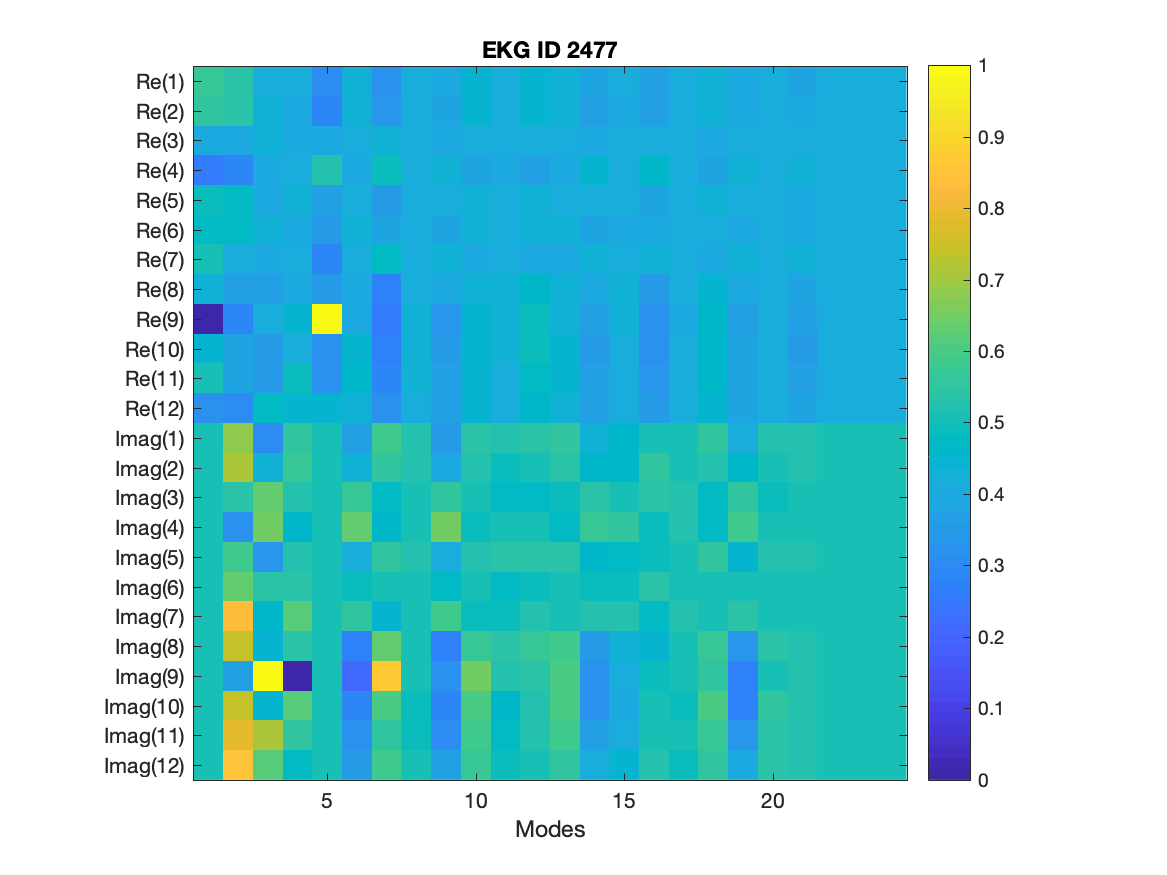 EKG ID 2477
Re(1)
Re(2)
Re(3)
Re(4)
Re(5)
Re(6)
Re(7)
Re(8)
Re(9)
Re(10)
Re(11)
Re(12)
Imag(1)
Imag(2)
Imag(3)
Imag(4)
Imag(5)
Imag(6)
Imag(7)
Imag(8)
Imag(9)
Imag(10)
Imag(11)
Imag(12)
5 10 15 20
Modes
1
0.9
0.8
0.7
0.6
0.5
0.4
0.3
0.2
0.1
0